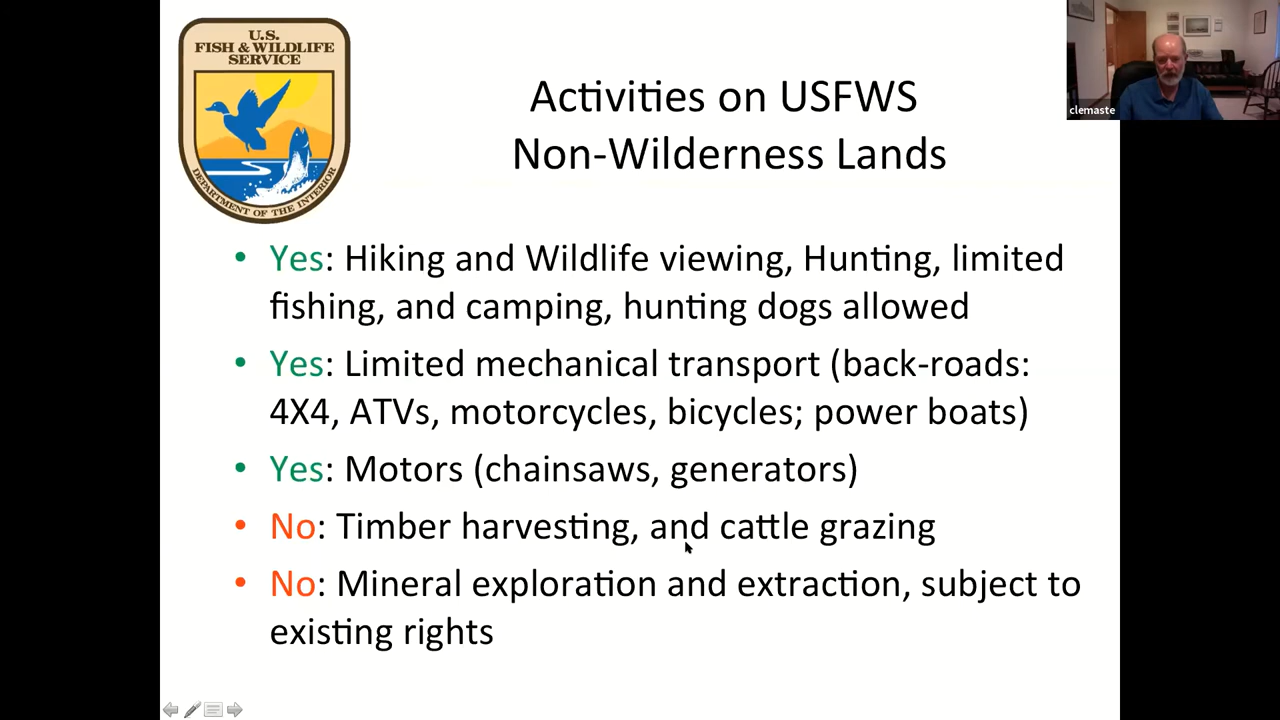 U.S.
FISH & WILDLIFE
SERVICE
DEPARTMENT OF THE INTERIOR
clemaste
Activities on USFWS
Non-Wilderness Lands
• Yes: Hiking and Wildlife viewing, Hunting, limited
fishing, and camping, hunting dogs allowed
• Yes: Limited mechanical transport (back-roads:
4X4, ATVs, motorcycles, bicycles; power boats)
• Yes: Motors (chainsaws, generators)
• No: Timber harvesting, and cattle grazing
• No: Mineral exploration and extraction, subject to
existing rights